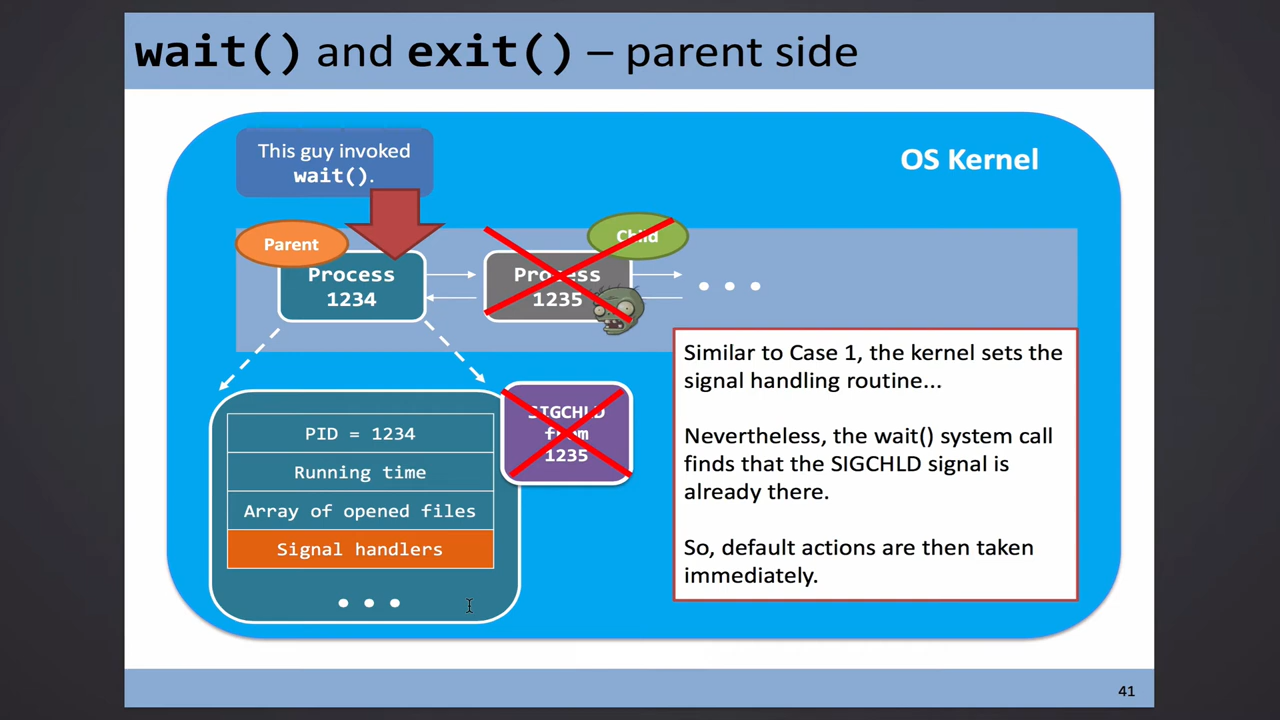 wait() and exit() – parent side
This guy invoked
wait().
OS Kernel
Parent
Child
Process
1234
Process
1235
SIGCHLD
from
1235
PID = 1234
Running time
Array of opened files
Signal handlers
Similar to Case 1, the kernel sets the
signal handling routine...
Nevertheless, the wait() system call
finds that the SIGCHLD signal is
already there.
So, default actions are then taken
immediately.
41